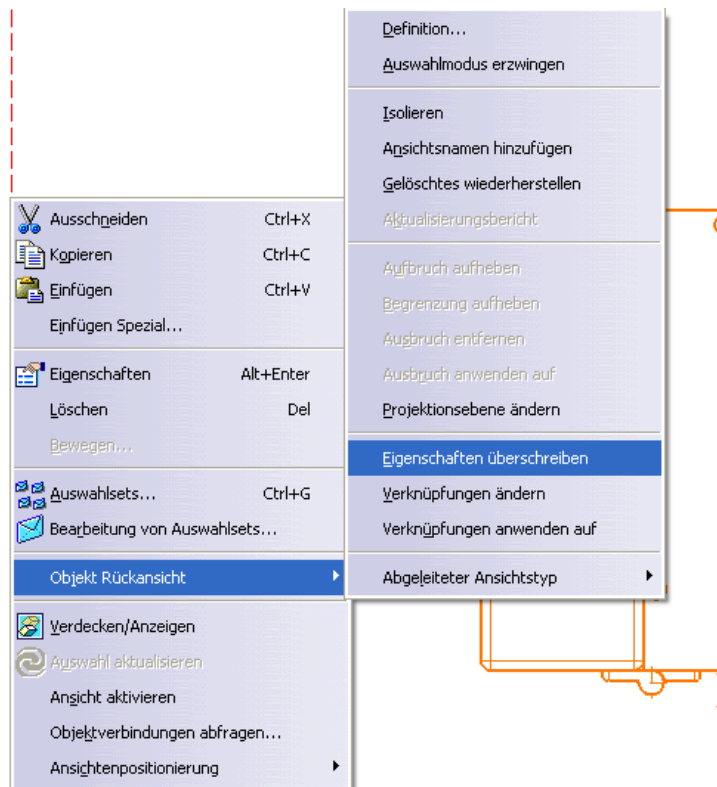 Ausschneiden Ctrl+X
Kopieren Ctrl+C
Einfügen Ctrl+V
Einfügen Spezial...
Eigenschaften Alt+Enter
Löschen Del
Bewegen...
Auswahlsets... Ctrl+G
Bearbeitung von Auswahlsets...
Objekt Rückansicht
Verdecken/Anzeigen
Auswahl aktualisieren
Ansicht aktivieren
Objektverbindungen abfragen...
Ansichtenpositionierung
Definition...
Auswahlmodus erzwingen
Isolieren
Ansichtsnamen hinzufügen
Gelöschtes wiederherstellen
Aktualisierungsbericht
Aufbruch aufheben
Begrenzung aufheben
Ausbruch entfernen
Ausbruch anwenden auf
Projektionsebene ändern
Eigenschaften überschreiben
Verknüpfungen ändern
Verknüpfungen anwenden auf
Abgeleiteter Ansichtstyp